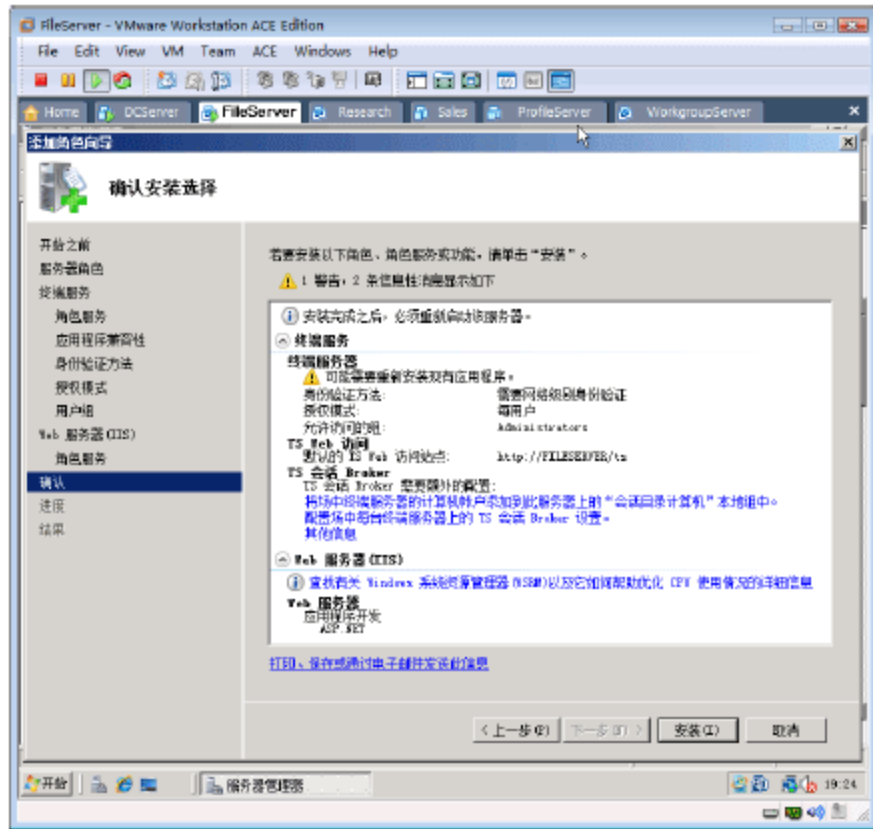 FileServer - VMware Workstation ACE Edition
File Edit View VM Team ACE Windows Help
Home DCServer FileServer Research Sales ProfileServer WorkgroupServer
添加角色向导
确认安装选择
开始之前
服务器角色
终端服务
角色服务
应用程序兼容性
身份验证方法
授权模式
用户组
Web 服务器(IIS)
角色服务
确认
进度
结果
若要安装以下角色、角色服务或功能，请单击“安装”。
1 警告，2 条信息性消息显示如下
安装完成之后，必须重新启动该服务器。
终端服务
终端服务器
可能需要重新安装现有应用程序。
身份验证方法: 需要网络级别身份验证
授权模式: 每用户
允许访问的组: Administrators
TS Web 访问
默认的 TS Web 访问站点: http://FILESERVER/ts
TS 会话 Broker
TS 会话 Broker 需要额外的配置:
将场中终端服务器的计算机帐户添加到此服务器上的“会话目录计算机”本地组中。
配置场中每台终端服务器上的 TS 会话 Broker 设置。
其他信息
Web 服务器(IIS)
查找有关 Windows 系统资源管理器(WSRM)以及它如何帮助优化 CPU 使用情况的详细信息
Web 服务器
应用程序开发
ASP.NET
打印、保存或通过电子邮件发送此信息
< 上一步(P) 下一步(N) > 安装(I) 取消
开始 服务器管理器 19:24